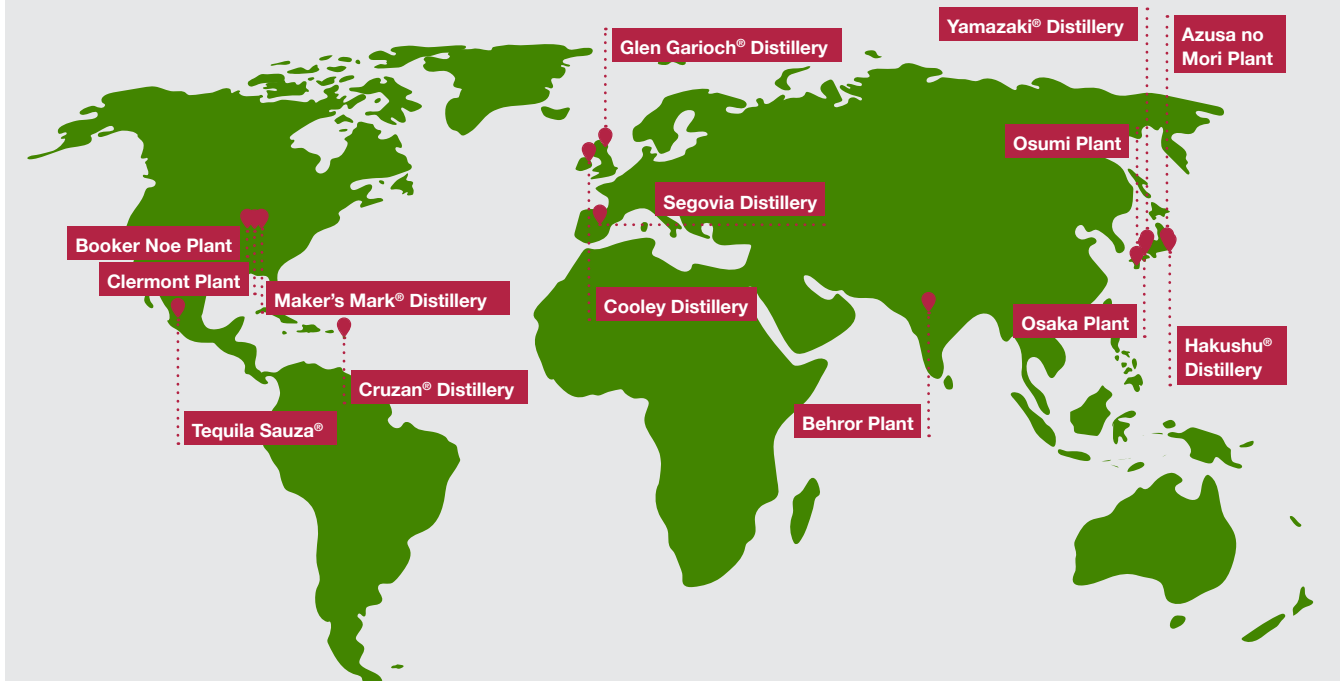 Yamazaki® Distillery
Azusa no
Mori Plant
Glen Garioch® Distillery
Osumi Plant
Segovia Distillery
Booker Noe Plant
Clermont Plant
Maker’s Mark® Distillery
Cooley Distillery
Osaka Plant
Hakushu®
Distillery
Cruzan® Distillery
Behror Plant
Tequila Sauza®